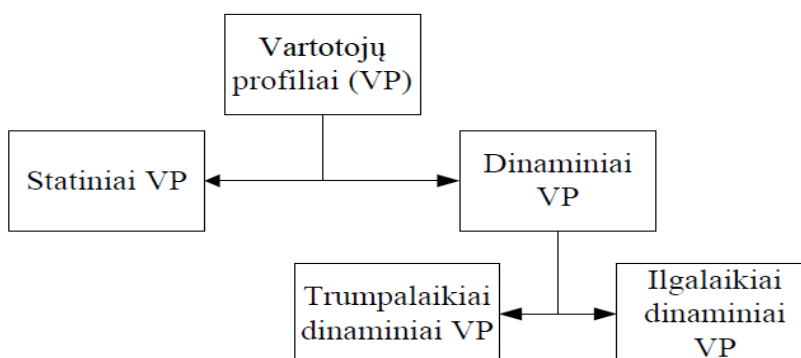 Vartotojų
profiliai (VP)
Statiniai VP
Dinaminiai
VP
Trumpalaikiai
dinaminiai VP
Ilgalaikiai
dinaminiai
VP